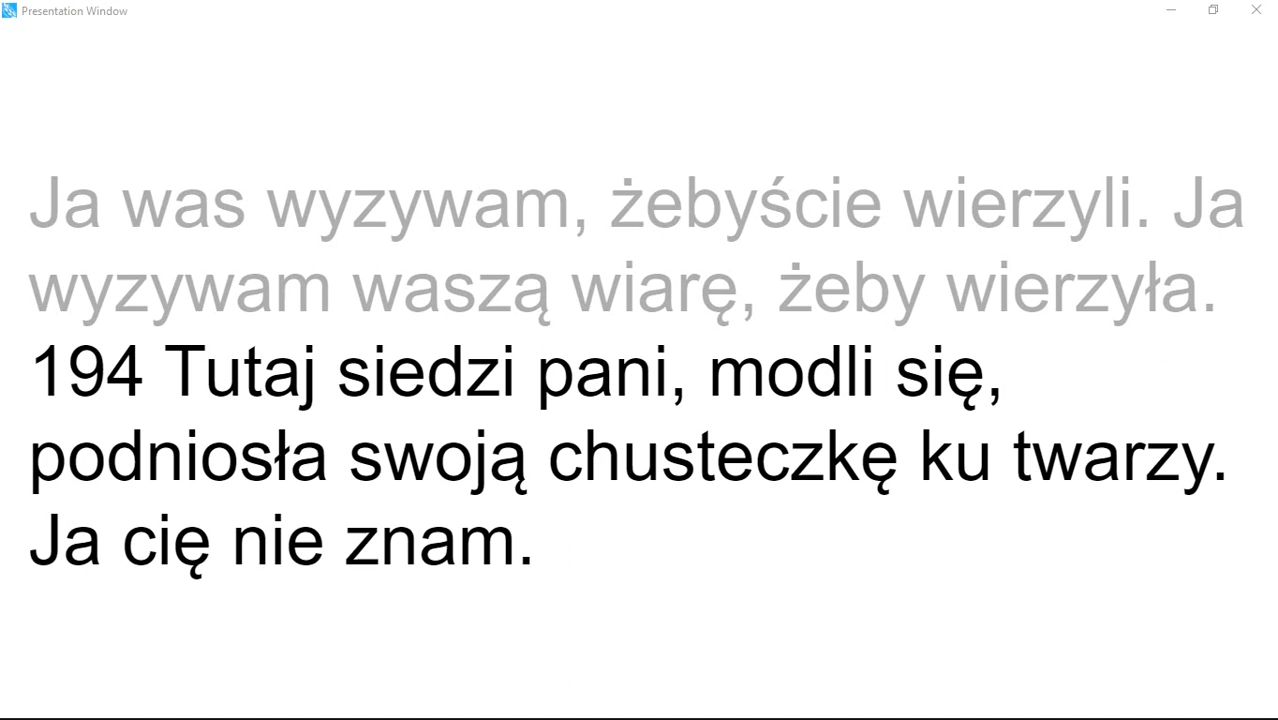 Presentation Window
Ja was wyzywam, żebyście wierzyli. Ja
wyzywam waszą wiarę, żeby wierzyła.
194 Tutaj siedzi pani, modli się,
podniosła swoją chusteczkę ku twarzy.
Ja cię nie znam.